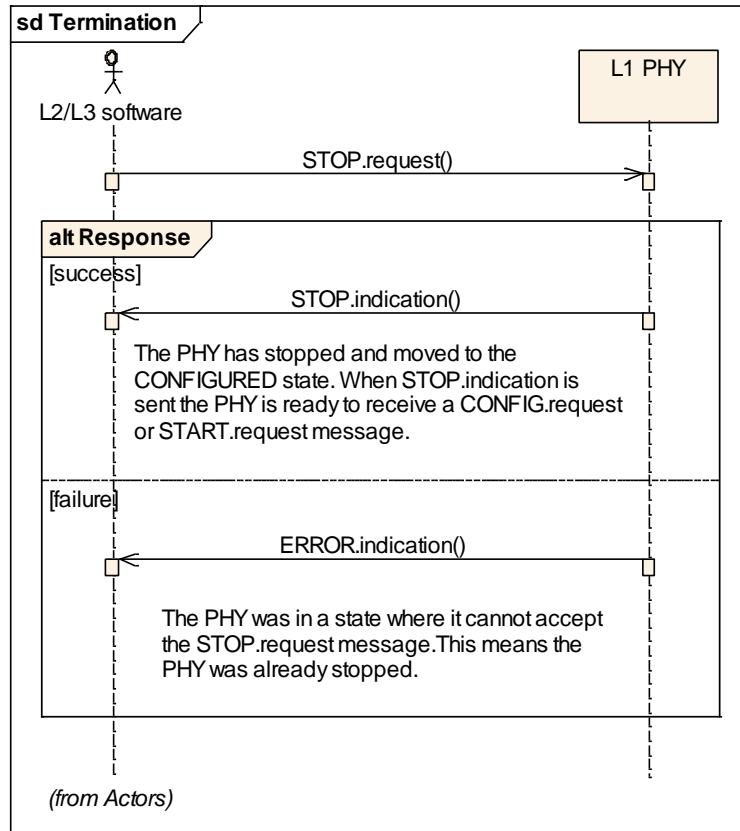 sd Termination
L2/L3 software
L1 PHY
STOP.request()
alt Response
[success]
STOP.indication()
The PHY has stopped and moved to the
CONFIGURED state. When STOP.indication is
sent the PHY is ready to receive a CONFIG.request
or START.request message.
[failure]
ERROR.indication()
The PHY was in a state where it cannot accept
the STOP.request message.This means the
PHY was already stopped.
(from Actors)